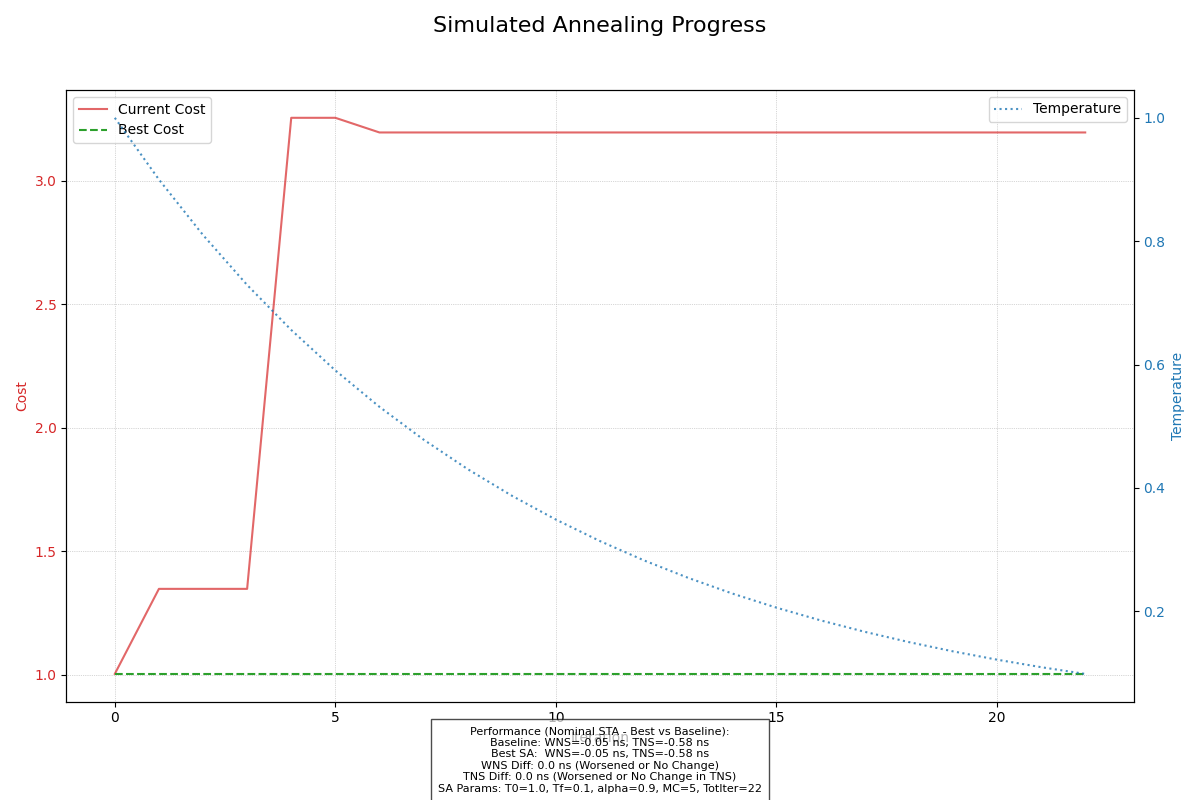 Simulated Annealing Progress
Current Cost
Best Cost
Temperature
3.0
2.5
2.0
1.5
1.0
Cost
1.0
0.8
0.6
0.4
0.2
Temperature
0 5 10 15 20
Iteration
Performance (Nominal STA - Best vs Baseline):
Baseline: WNS=-0.05 ns, TNS=-0.58 ns
Best SA:  WNS=-0.05 ns, TNS=-0.58 ns
WNS Diff: 0.0 ns (Worsened or No Change)
TNS Diff: 0.0 ns (Worsened or No Change in TNS)
SA Params: T0=1.0, Tf=0.1, alpha=0.9, MC=5, TotIter=22